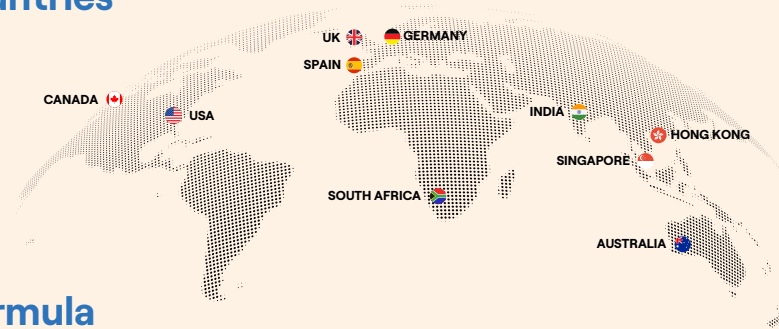 UK
GERMANY
SPAIN
CANADA
USA
INDIA
HONG KONG
SINGAPORE
SOUTH AFRICA
AUSTRALIA